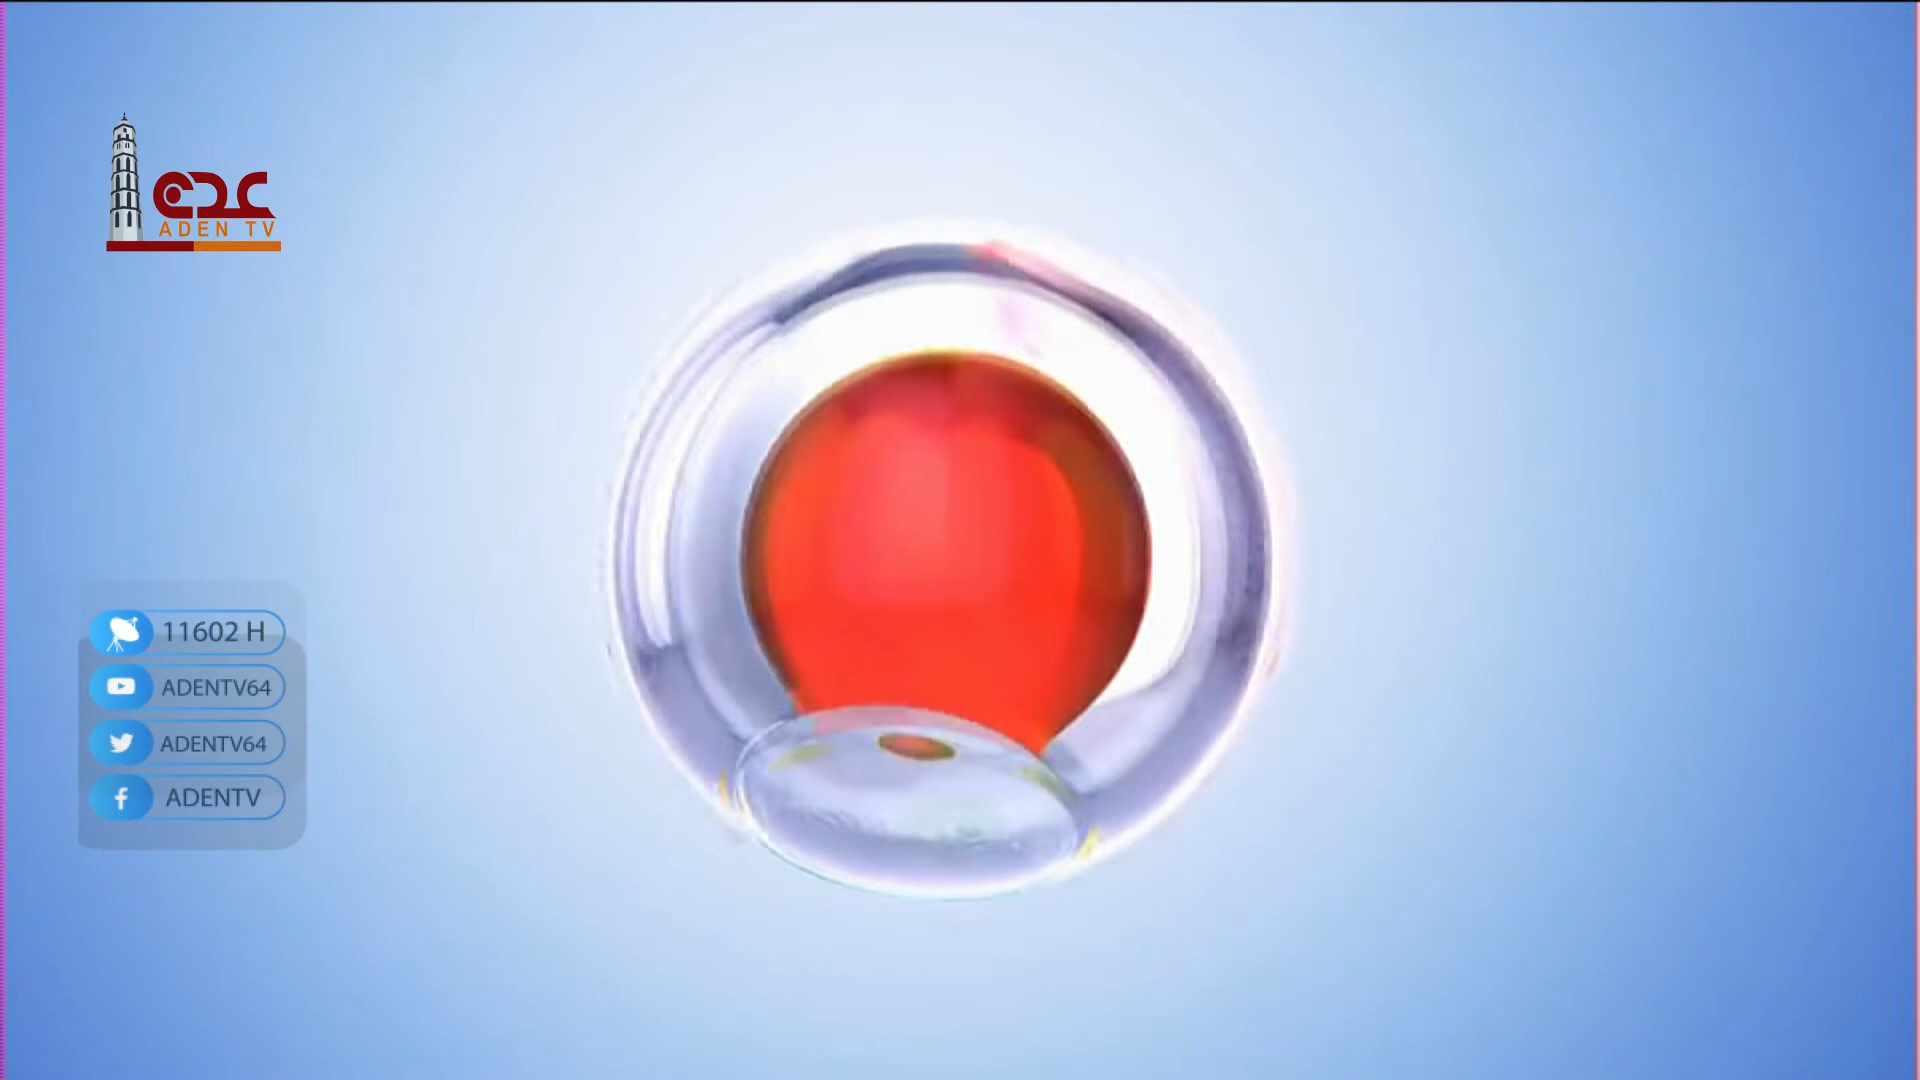 عدن
ADEN TV
11602 H
ADENTV64
ADENTV64
ADENTV